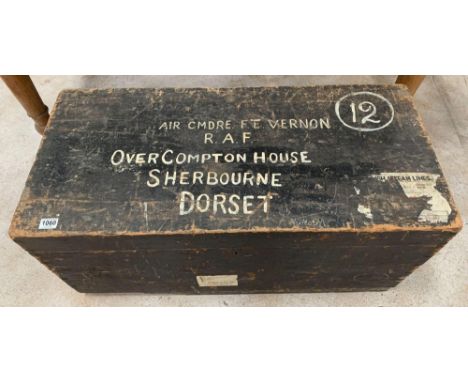 12
AIR CMDRE. F.E. VERNON
R.A.F.
OVER COMPTON HOUSE
SHERBOURNE
DORSET
1060